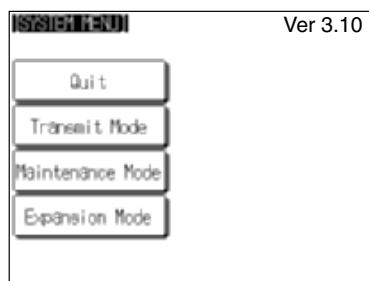 [SYSTEM MENU]
Ver 3.10
Quit
Transmit Mode
Maintenance Mode
Expansion Mode